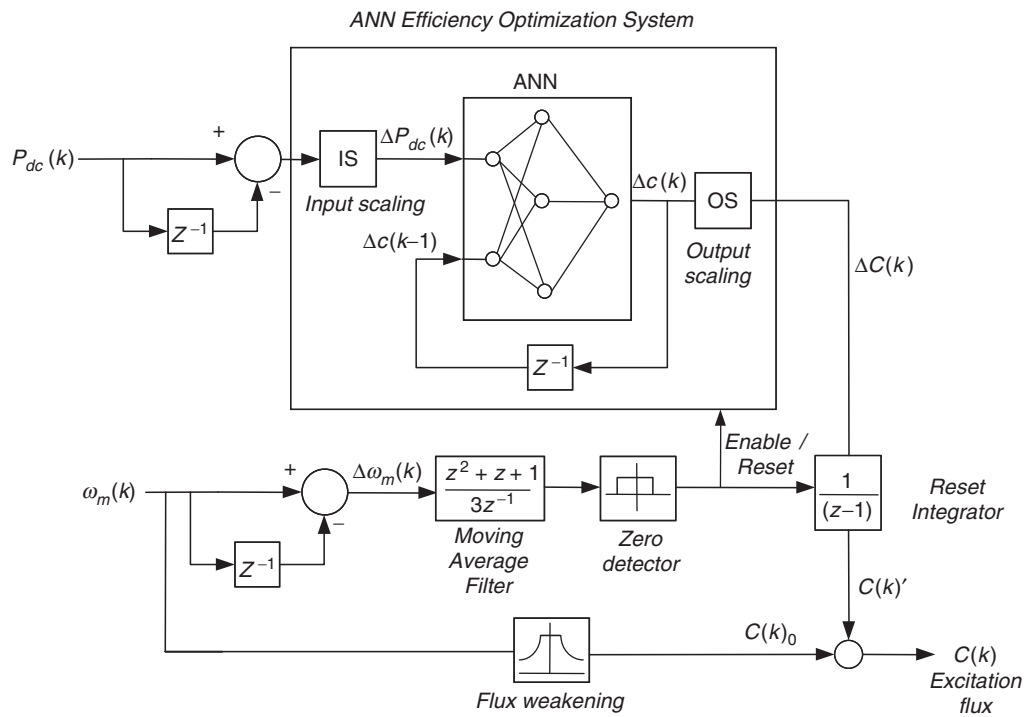 ANN Efficiency Optimization System
ANN
P_dc(k)
+
−
Z⁻¹
IS
Input scaling
ΔP_dc(k)
Δc(k−1)
Δc(k)
OS
Output
scaling
ΔC(k)
Z⁻¹
Enable /
Reset
ω_m(k)
+
−
Z⁻¹
Δω_m(k)
z² + z + 1
3z⁻¹
Moving
Average
Filter
Zero
detector
1
(z−1)
Reset
Integrator
C(k)′
C(k)₀
Flux weakening
C(k)
Excitation
flux